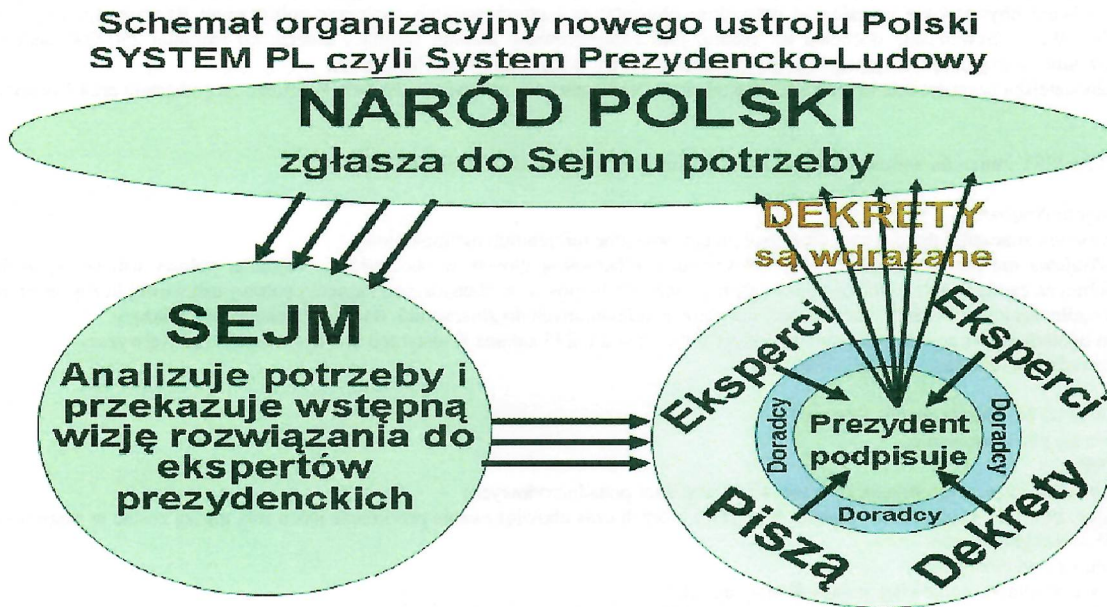 Schemat organizacyjny nowego ustroju Polski
SYSTEM PL czyli System Prezydencko-Ludowy
NARÓD POLSKI
zgłasza do Sejmu potrzeby
DEKRETY
są wdrażane
SEJM
Analizuje potrzeby i
przekazuje wstępną
wizję rozwiązania do
ekspertów
prezydenckich
Eksperci
Eksperci
Doradcy
Doradcy
Prezydent
podpisuje
Doradcy
Piszą
Dekrety